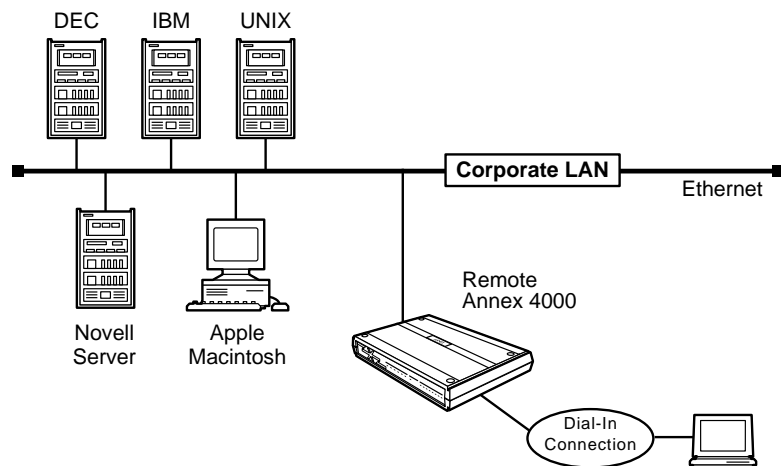 DEC
IBM
UNIX
Corporate LAN
Ethernet
Novell
Server
Apple
Macintosh
Remote
Annex 4000
Dial-In
Connection